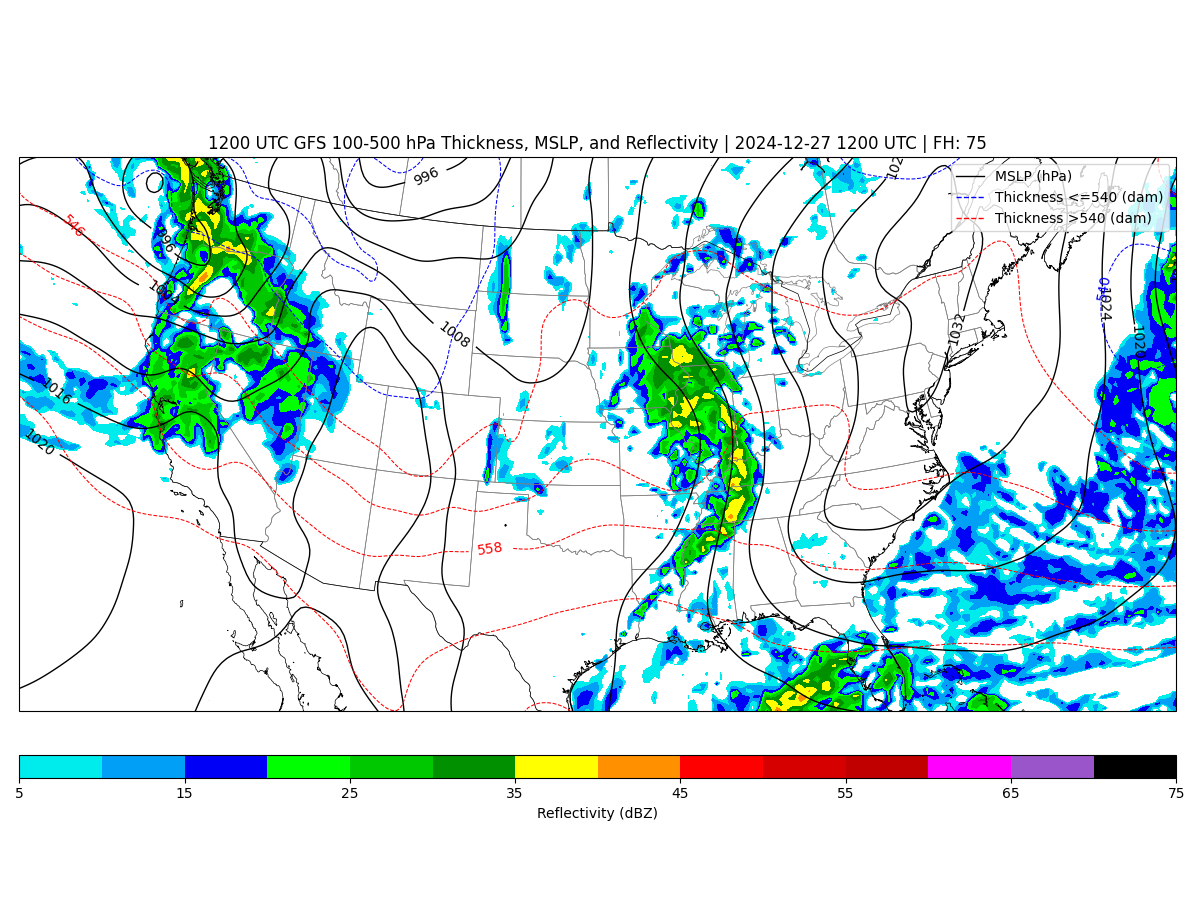 1200 UTC GFS 100-500 hPa Thickness, MSLP, and Reflectivity | 2024-12-27 1200 UTC | FH: 75
MSLP (hPa)
Thickness <=540 (dam)
Thickness >540 (dam)
996
546
996
1032
1024
1020
1008
1016
1020
558
5 15 25 35 45 55 65 75
Reflectivity (dBZ)